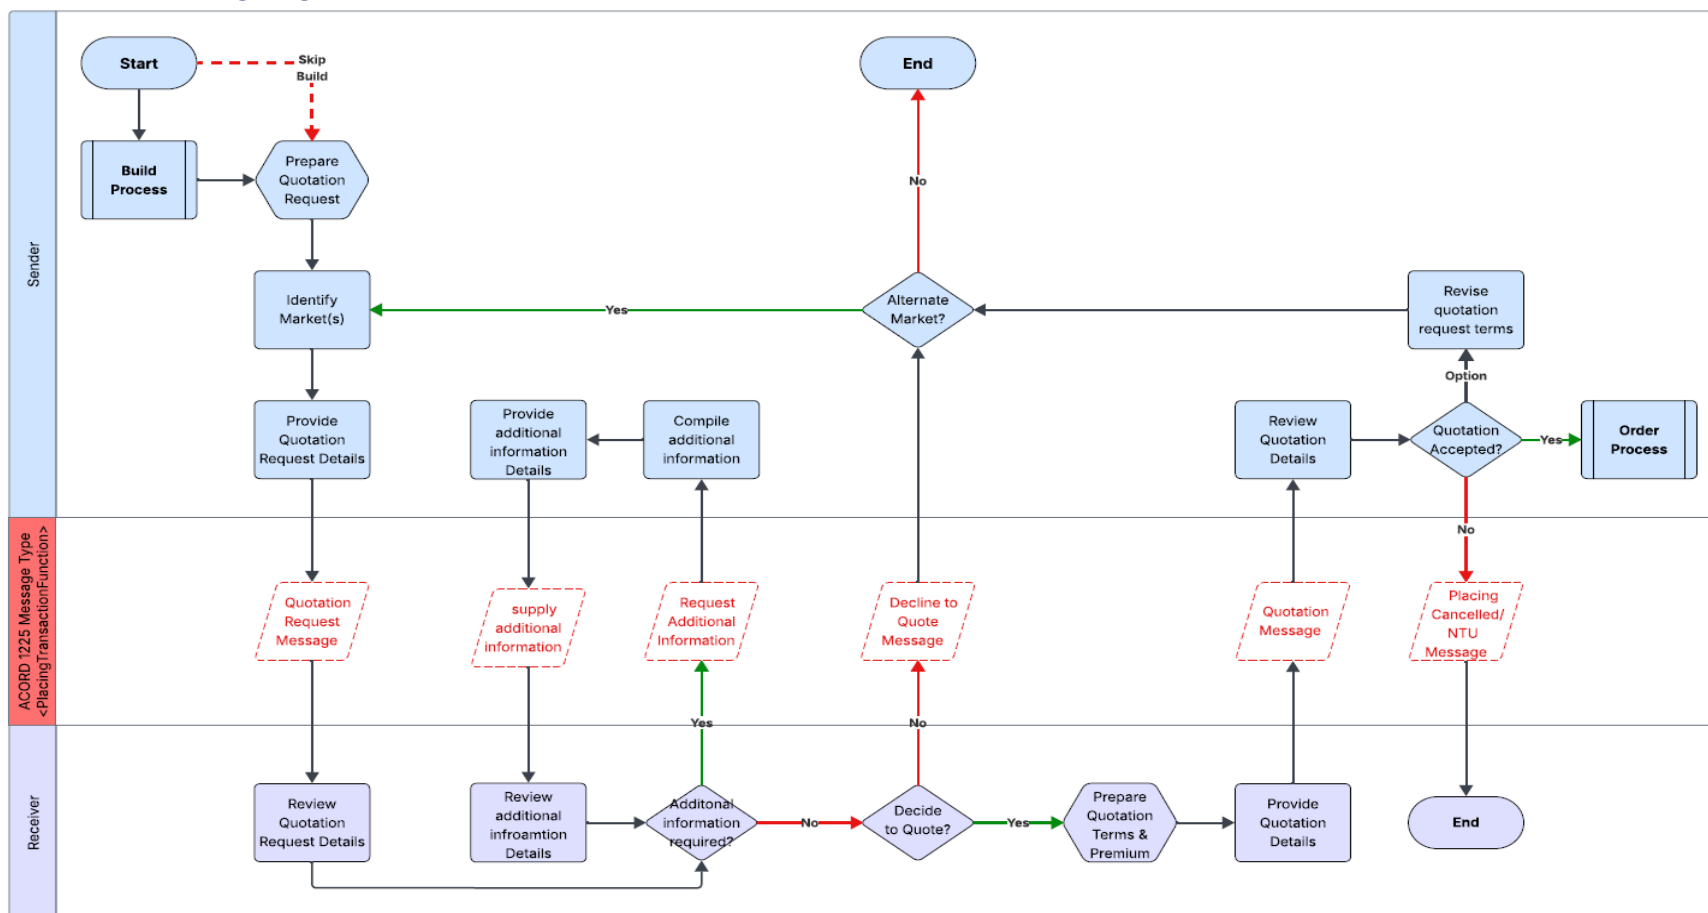 Start
Skip
Build
End
Build
Process
Prepare
Quotation
Request
No
Sender
Identify
Market(s)
Yes
Alternate
Market?
Revise
quotation
request terms
Option
Provide
Quotation
Request Details
Provide
additional
information
Details
Compile
additional
information
Review
Quotation
Details
Quotation
Accepted?
Yes
Order
Process
No
ACORD 1225 Message Type
<PlacingTransactionFunction>
Quotation
Request
Message
supply
additional
information
Request
Additional
Information
Decline to
Quote
Message
Quotation
Message
Placing
Cancelled/
NTU
Message
Yes
No
Receiver
Review
Quotation
Request Details
Review
additional
infroamtion
Details
Additonal
information
required?
No
Decide
to Quote?
Yes
Prepare
Quotation
Terms &
Premium
Provide
Quotation
Details
End